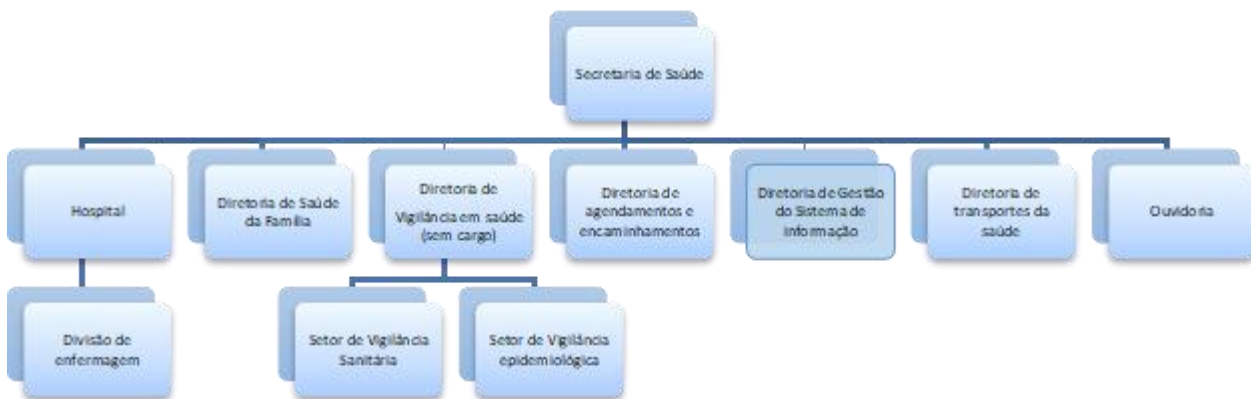 Secretaria de Saúde
Hospital
Diretoria de Saúde
da Família
Diretoria de
Vigilância em saúde
(sem cargo)
Diretoria de
agendamentos e
encaminhamentos
Diretoria de Gestão
do Sistema de
informação
Diretoria de
transportes da
saúde
Ouvidoria
Divisão de
enfermagem
Setor de Vigilância
Sanitária
Setor de Vigilância
epidemiológica